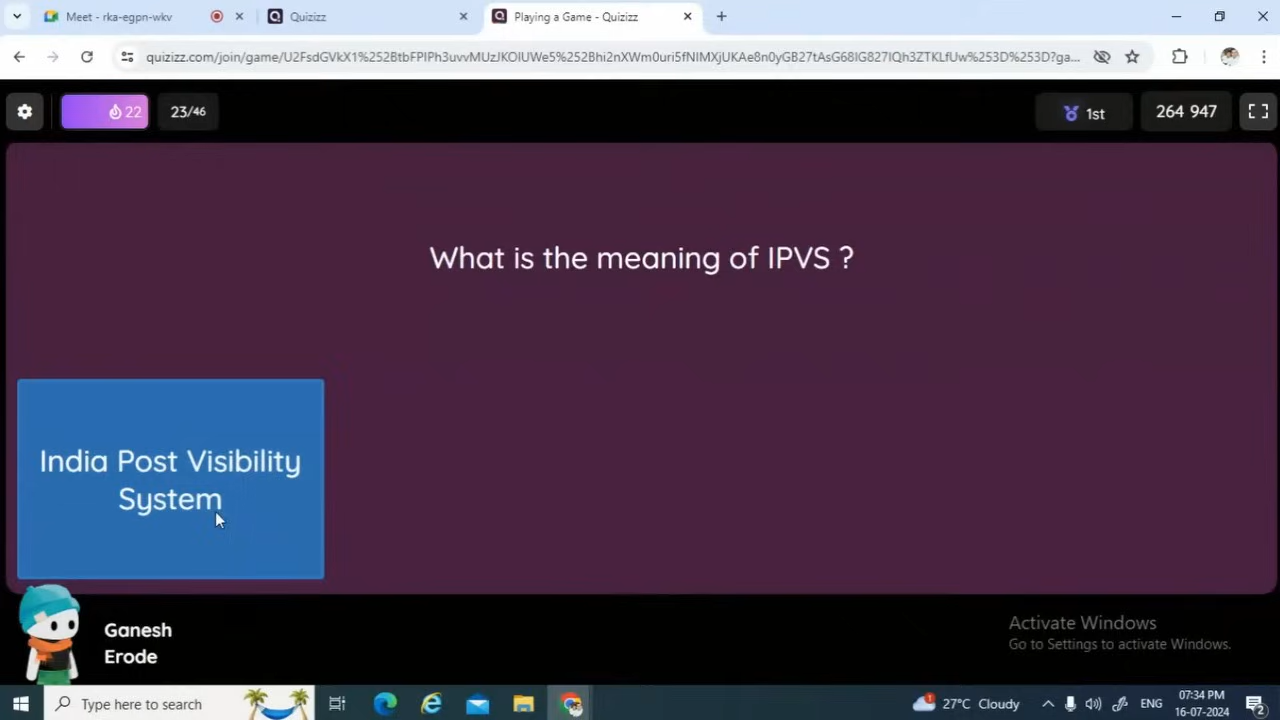 Meet - rka-egpn-wkv
Quizizz
Playing a Game - Quizizz
quizizz.com/join/game/U2FsdGVkX1%252BtbFPlPh3uvvMUzJKOlUWe5%252Bhi2nXWm0uri5fNIMXjUKAe8n0yGB27tAsG68IG827IQh3ZTKLfUw%253D%253D?ga...
22
23/46
1st
264 947
What is the meaning of IPVS ?
India Post Visibility
System
Ganesh
Erode
Activate Windows
Go to Settings to activate Windows.
Type here to search
1
27°C Cloudy
ENG
07:34 PM
16-07-2024
2